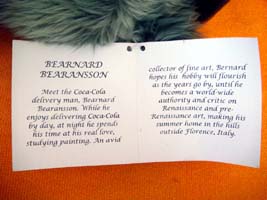 BEARNARD
BEARANSSON
Meet the Coca-Cola
delivery man, Bearnard
Bearansson. While he
enjoys delivering Coca-Cola
by day, at night he spends
his time at his real love,
studying painting. An avid
collector of fine art, Bernard
hopes his hobby will flourish
as the years go by, until he
becomes a world-wide
authority and critic on
Renaissance and pre-
Renaissance art, making his
summer home in the hills
outside Florence, Italy.